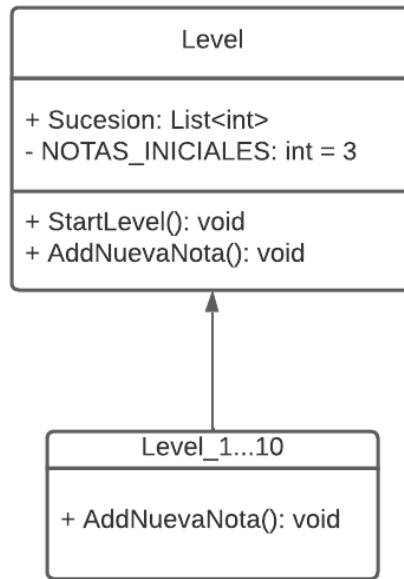 Level
+ Sucesion: List<int>
- NOTAS_INICIALES: int = 3
+ StartLevel(): void
+ AddNuevaNota(): void
Level_1...10
+ AddNuevaNota(): void